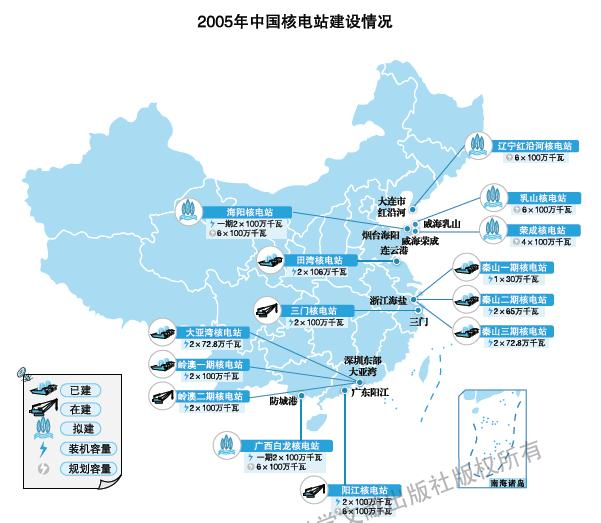 2005年中国核电站建设情况
辽宁红沿河核电站
6×100万千瓦
大连市
红沿河
乳山核电站
6×100万千瓦
海阳核电站
一期2×100万千瓦
6×100万千瓦
威海乳山
荣成核电站
4×100万千瓦
烟台海阳
威海荣成
连云港
田湾核电站
2×106万千瓦
秦山一期核电站
1×30万千瓦
浙江海盐
秦山二期核电站
2×65万千瓦
三门核电站
2×100万千瓦
三门
秦山三期核电站
2×72.8万千瓦
大亚湾核电站
2×72.8万千瓦
深圳东部
大亚湾
岭澳一期核电站
2×100万千瓦
岭澳二期核电站
2×100万千瓦
防城港
广东阳江
已建
在建
拟建
装机容量
规划容量
广西白龙核电站
一期2×100万千瓦
6×100万千瓦
阳江核电站
2×100万千瓦
6×100万千瓦
南海诸岛
出版社版权所有